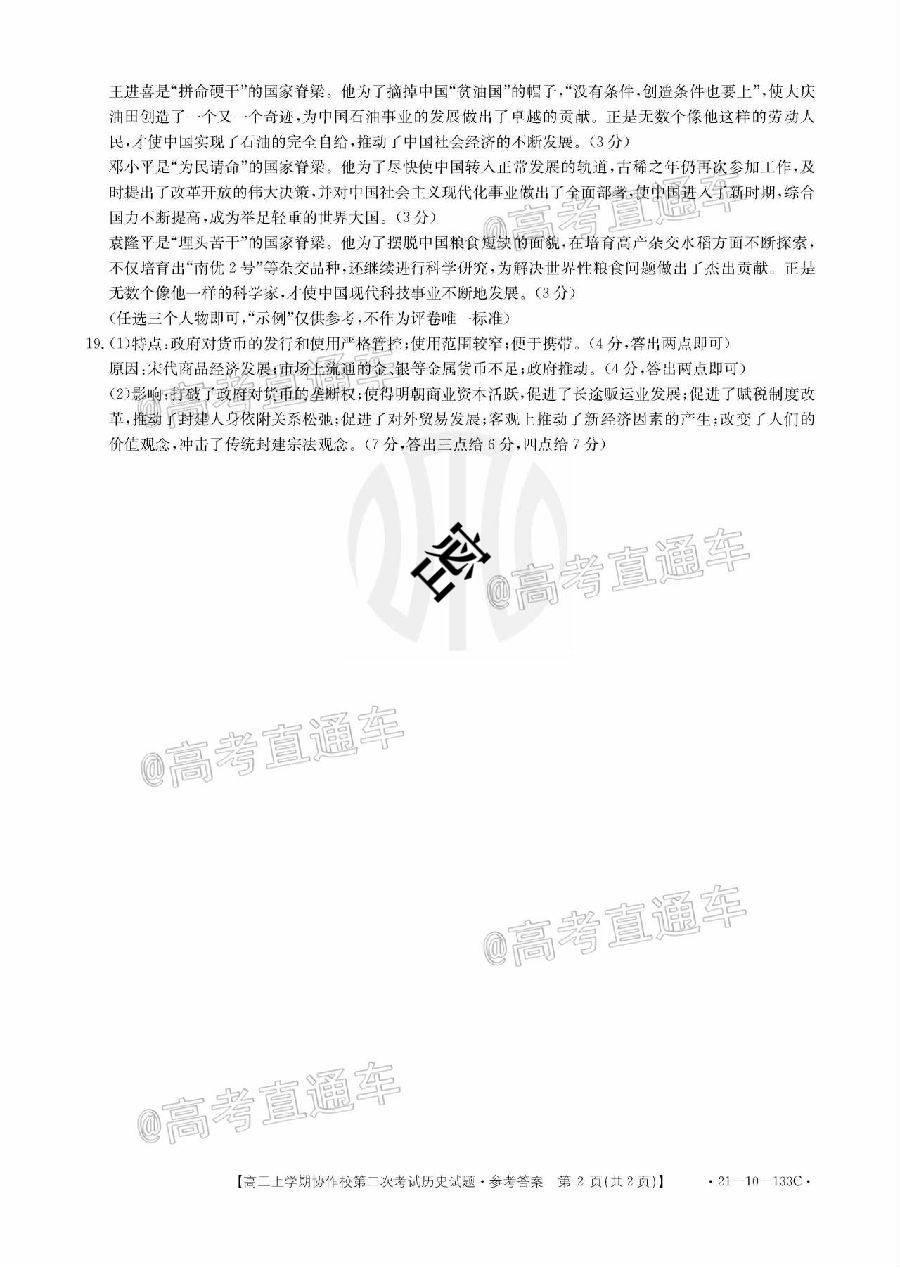 王进喜是“拼命硬干”的国家脊梁。他为了摘掉中国“贫油国”的帽子,“没有条件,创造条件也要上”,使大庆
油田创造了一个又一个奇迹,为中国石油事业的发展做出了卓越的贡献。正是无数个像他这样的劳动人
民,才使中国实现了石油的完全自给,推动了中国社会经济的不断发展。(3分)
邓小平是“为民请命”的国家脊梁。他为了尽快使中国转入正常发展的轨道,古稀之年仍再次参加工作,及
时提出了改革开放的伟大决策,并对中国社会主义现代化事业做出了全面部署,使中国进入了新时期,综合
国力不断提高,成为举足轻重的世界大国。(3分)
袁隆平是“埋头苦干”的国家脊梁。他为了摆脱中国粮食短缺的面貌,在培育高产杂交水稻方面不断探索,
不仅培育出“南优2号”等杂交品种,还继续进行科学研究,为解决世界性粮食问题做出了杰出贡献。正是
无数个像他一样的科学家,才使中国现代科技事业不断地发展。(3分)
(任选三个人物即可,“示例”仅供参考,不作为评卷唯一标准)
19.(1)特点:政府对货币的发行和使用严格管控;使用范围较窄;便于携带。(4分,答出两点即可)
原因:宋代商品经济发展;市场上流通的金、银等金属货币不足;政府推动。(4分,答出两点即可)
(2)影响:打破了政府对货币的垄断权;使得明朝商业资本活跃,促进了长途贩运业发展;促进了赋税制度改
革,推动了封建人身依附关系松弛;促进了对外贸易发展;客观上推动了新经济因素的产生;改变了人们的
价值观念,冲击了传统封建宗法观念。(7分,答出三点给6分,四点给7分)
密
@高考直通车
@高考直通车
@高考直通车
@高考直通车
@高考直通车
@高考直通车
【高二上学期协作校第二次考试历史试题·参考答案 第2页(共2页)】 ·21-10-133C·